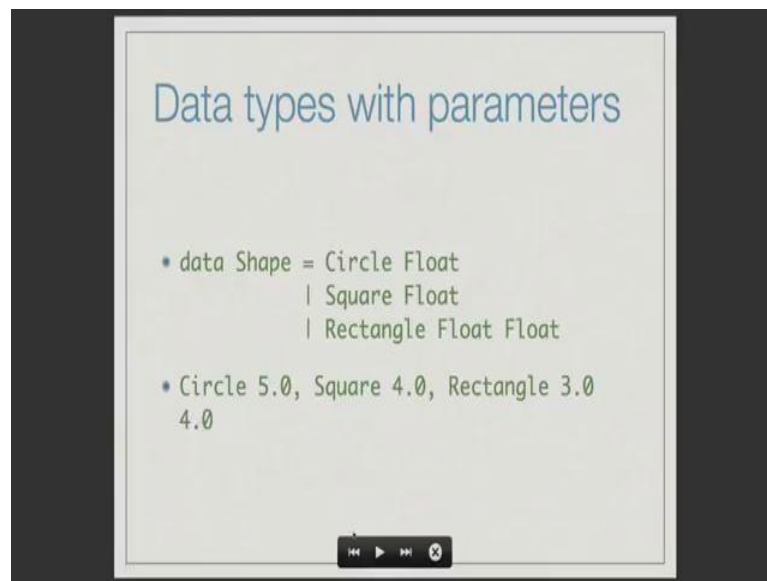 Data types with parameters
• data Shape = Circle Float
| Square Float
| Rectangle Float Float
• Circle 5.0, Square 4.0, Rectangle 3.0
4.0